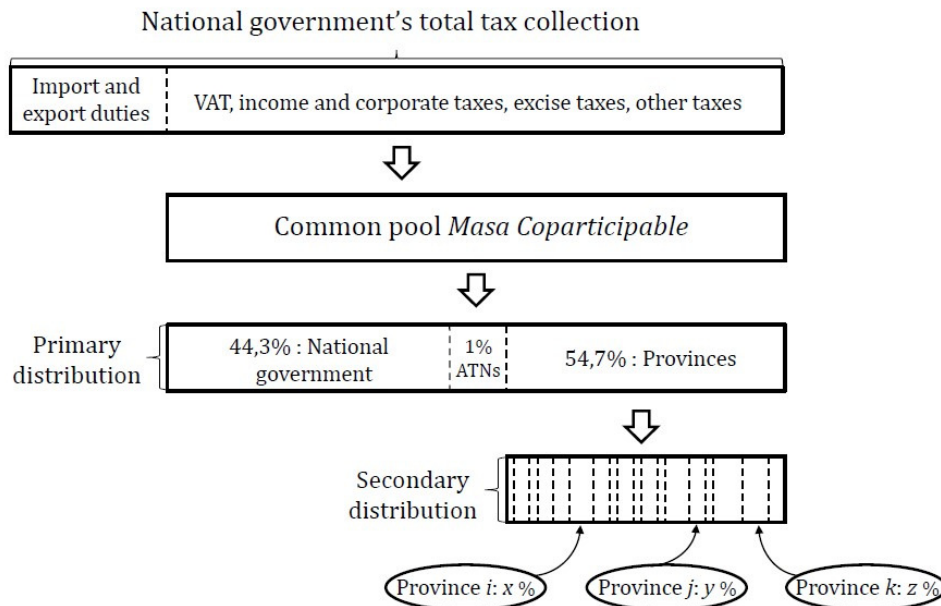 National government’s total tax collection
Import and
export duties
VAT, income and corporate taxes, excise taxes, other taxes
Common pool Masa Coparticipable
Primary
distribution
44,3% : National
government
1%
ATNs
54,7% : Provinces
Secondary
distribution
Province i: x %
Province j: y %
Province k: z %